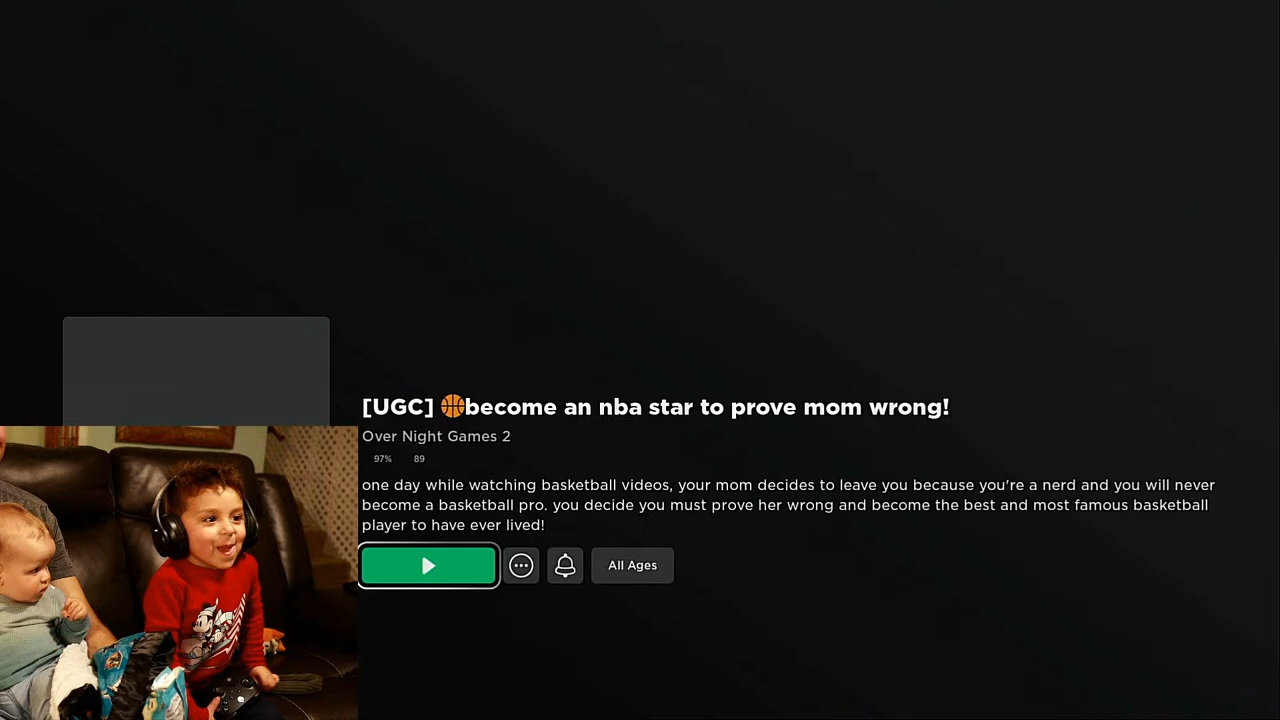 [UGC] 🏀become an nba star to prove mom wrong!
Over Night Games 2
97% 89
one day while watching basketball videos, your mom decides to leave you because you're a nerd and you will never
become a basketball pro. you decide you must prove her wrong and become the best and most famous basketball
player to have ever lived!
All Ages